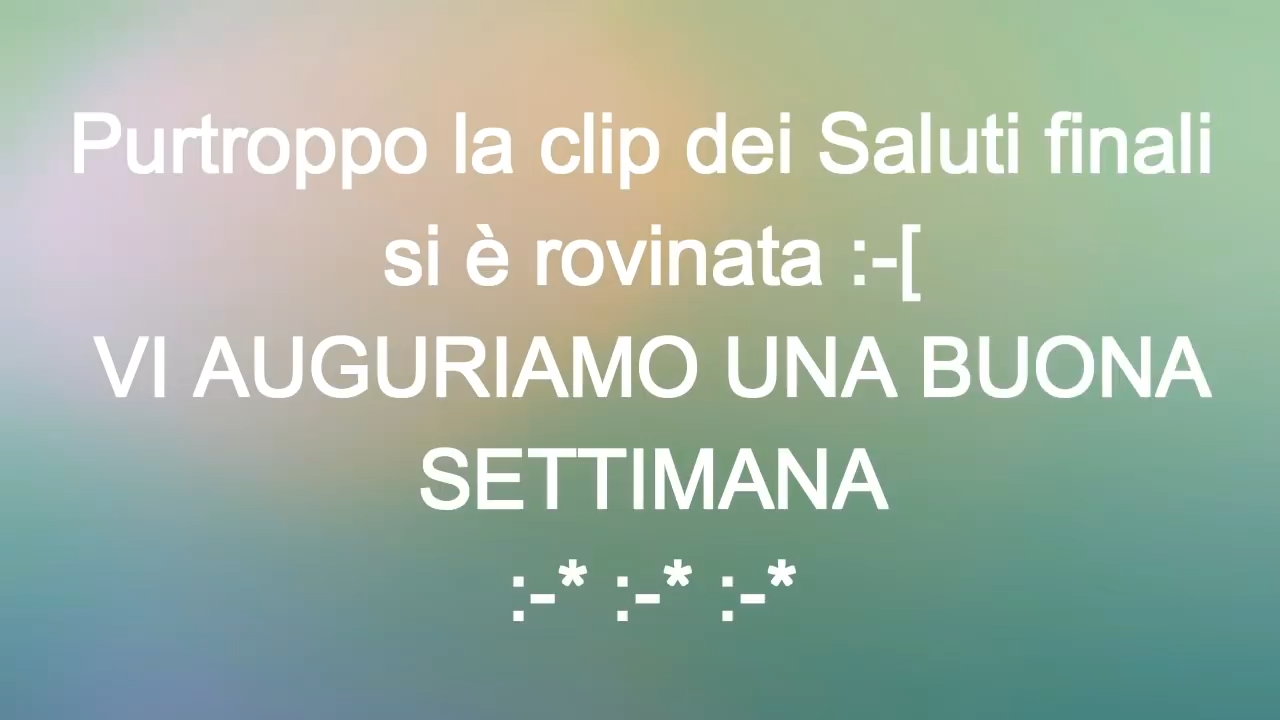 Purtroppo la clip dei Saluti finali
si è rovinata :-[
VI AUGURIAMO UNA BUONA
SETTIMANA
:-* :-* :-*